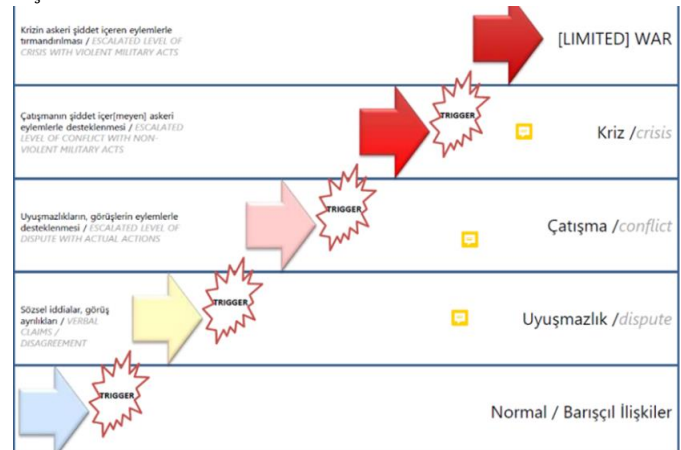 Krizin askeri şiddet içeren eylemlerle
tırmandırılması / ESCALATED LEVEL OF
CRISIS WITH VIOLENT MILITARY ACTS
[LIMITED] WAR
Çatışmanın şiddet içer[meyen] askeri
eylemlerle desteklenmesi / ESCALATED
LEVEL OF CONFLICT WITH NON-
VIOLENT MILITARY ACTS
TRIGGER
Kriz /crisis
Uyuşmazlıkların, görüşlerin eylemlerle
desteklenmesi / ESCALATED LEVEL OF
DISPUTE WITH ACTUAL ACTIONS
TRIGGER
Çatışma /conflict
Sözsel iddialar, görüş
ayrılıkları / VERBAL
CLAIMS /
DISAGREEMENT
TRIGGER
Uyuşmazlık /dispute
TRIGGER
Normal / Barışçıl İlişkiler